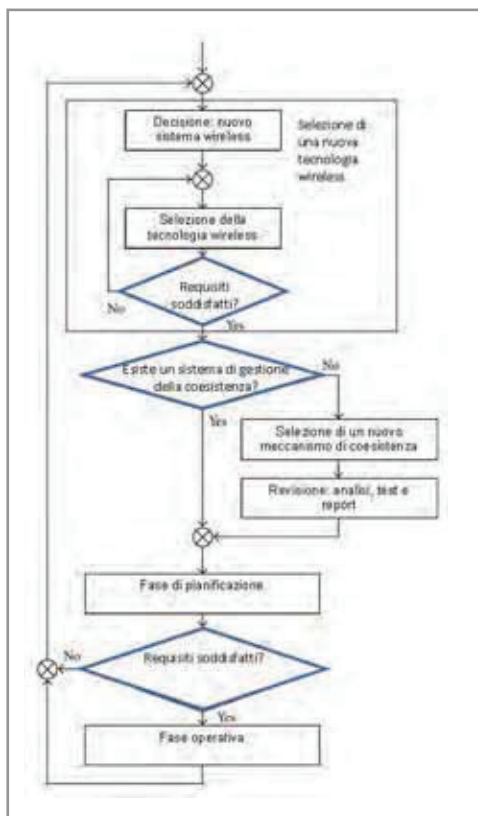 Decisione: nuovo
sistema wireless
Selezione di
una nuova
tecnologia
wireless
Selezione della
tecnologia wireless
Requisiti
soddisfatti?
No
Yes
Esiste un sistema di gestione
della coesistenza?
No
Yes
Selezione di un nuovo
meccanismo di coesistenza
Revisione: analisi, test e
report
Fase di pianificazione
Requisiti soddisfatti?
No
Yes
Fase operativa